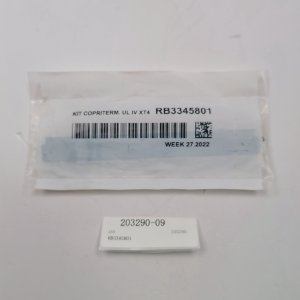 KIT COPRITERM. UL IV XT4 RB3345801
WEEK 27 2022
203290-09
RB3345801